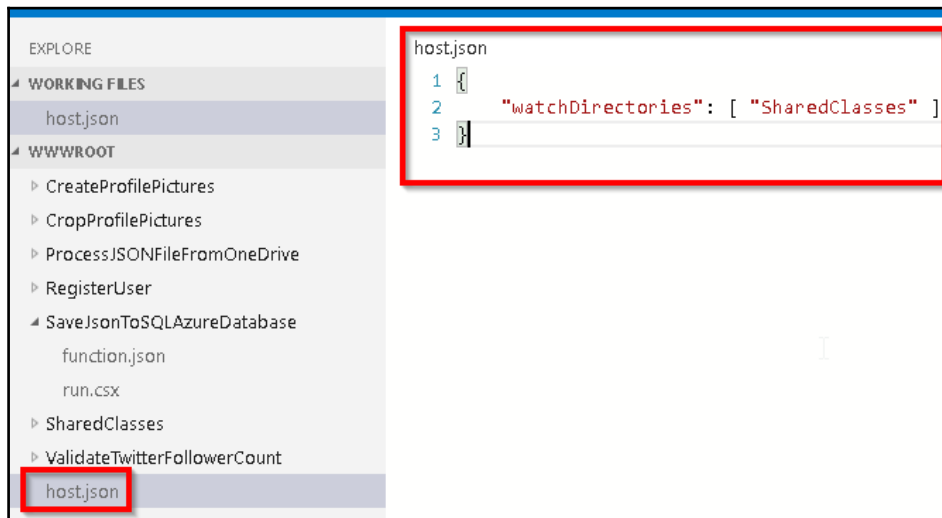 EXPLORE
WORKING FILES
host.json
WWWROOT
CreateProfilePictures
CropProfilePictures
ProcessJSONFileFromOneDrive
RegisterUser
SaveJsonToSQLAzureDatabase
function.json
run.csx
SharedClasses
ValidateTwitterFollowerCount
host.json
host.json
1 {
2 "watchDirectories": [ "SharedClasses" ]
3 }